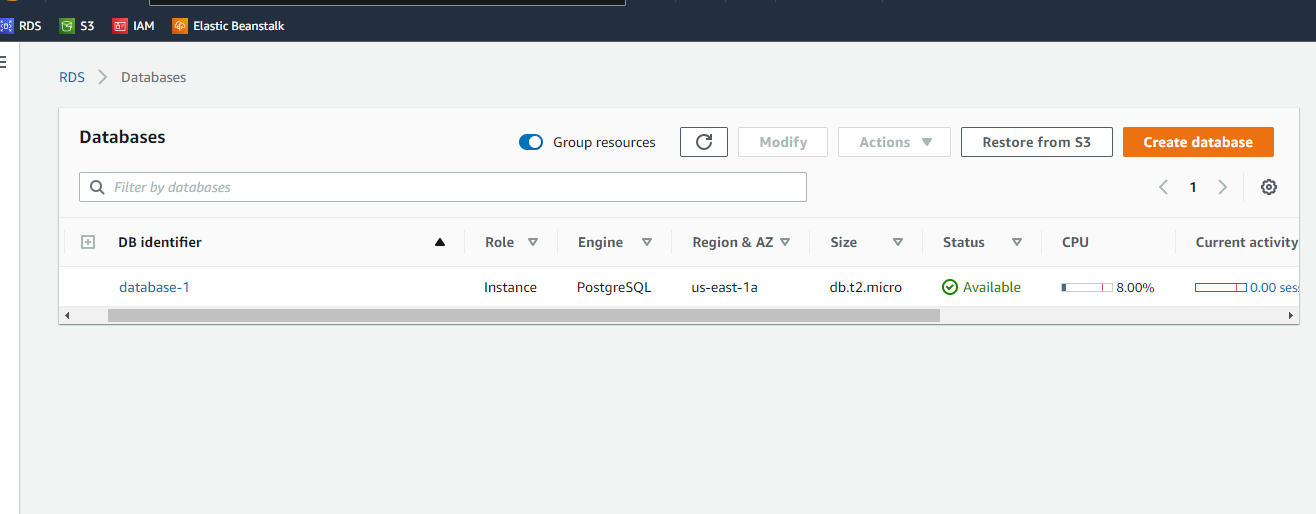 RDS S3 IAM Elastic Beanstalk
RDS Databases
Databases Group resources Modify Actions Restore from S3 Create database
Filter by databases 1
DB identifier Role Engine Region & AZ Size Status CPU Current activity
database-1 Instance PostgreSQL us-east-1a db.t2.micro Available 8.00% 0.00 ses